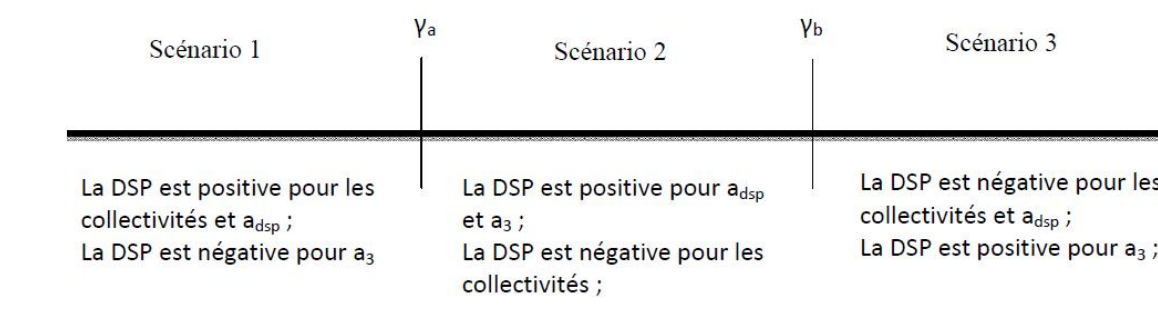 Scénario 1
γa
Scénario 2
γb
Scénario 3
La DSP est positive pour les
collectivités et adsp ;
La DSP est négative pour a3
La DSP est positive pour adsp
et a3 ;
La DSP est négative pour les
collectivités ;
La DSP est négative pour les
collectivités et adsp ;
La DSP est positive pour a3 ;